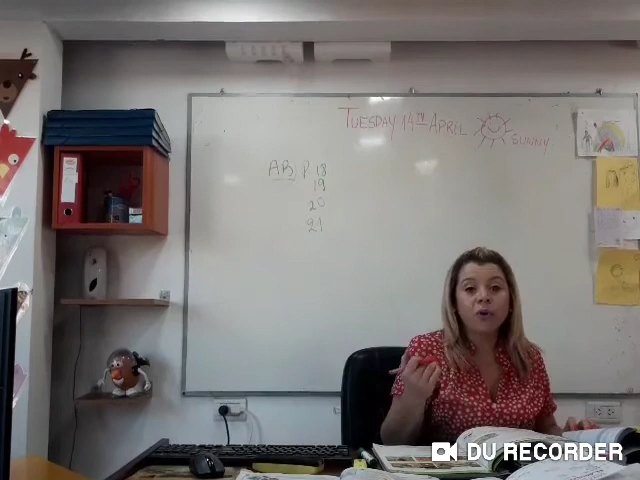 TUESDAY 14TH APRIL
SUNNY
AB) P 18
19
20
21
DU RECORDER